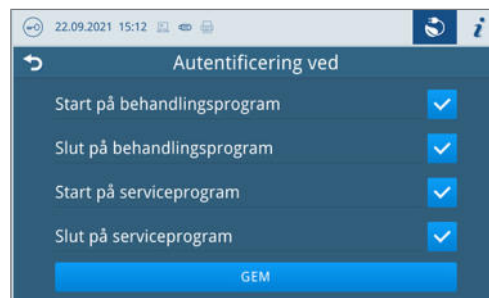 22.09.2021 15:12 i
Autentificering ved
Start på behandlingsprogram
Slut på behandlingsprogram
Start på serviceprogram
Slut på serviceprogram
GEM